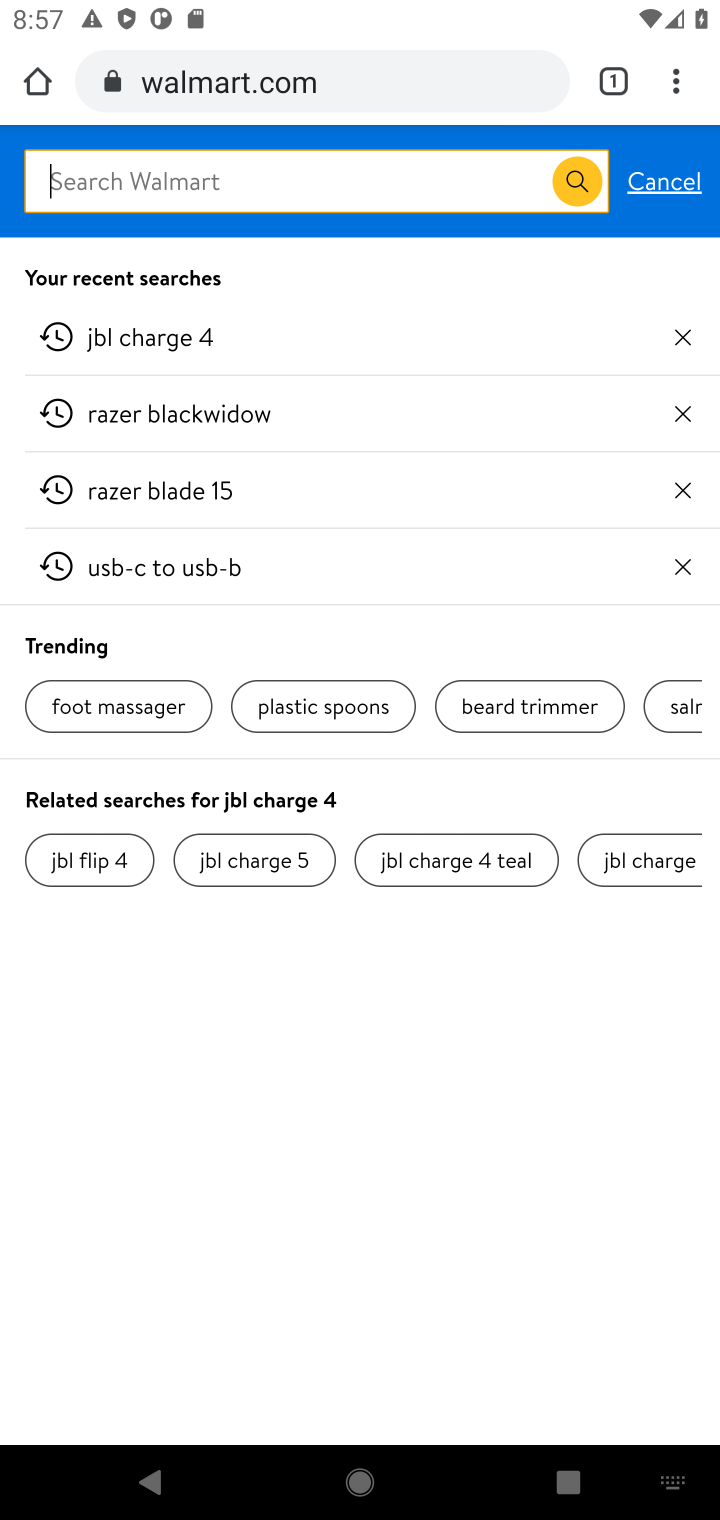 8:57
walmart.com
1
Search Walmart
Cancel
Your recent searches
jbl charge 4
razer blackwidow
razer blade 15
usb-c to usb-b
Trending
foot massager
plastic spoons
beard trimmer
Related searches for jbl charge 4
jbl flip 4
jbl charge 5
jbl charge 4 teal
jbl charge